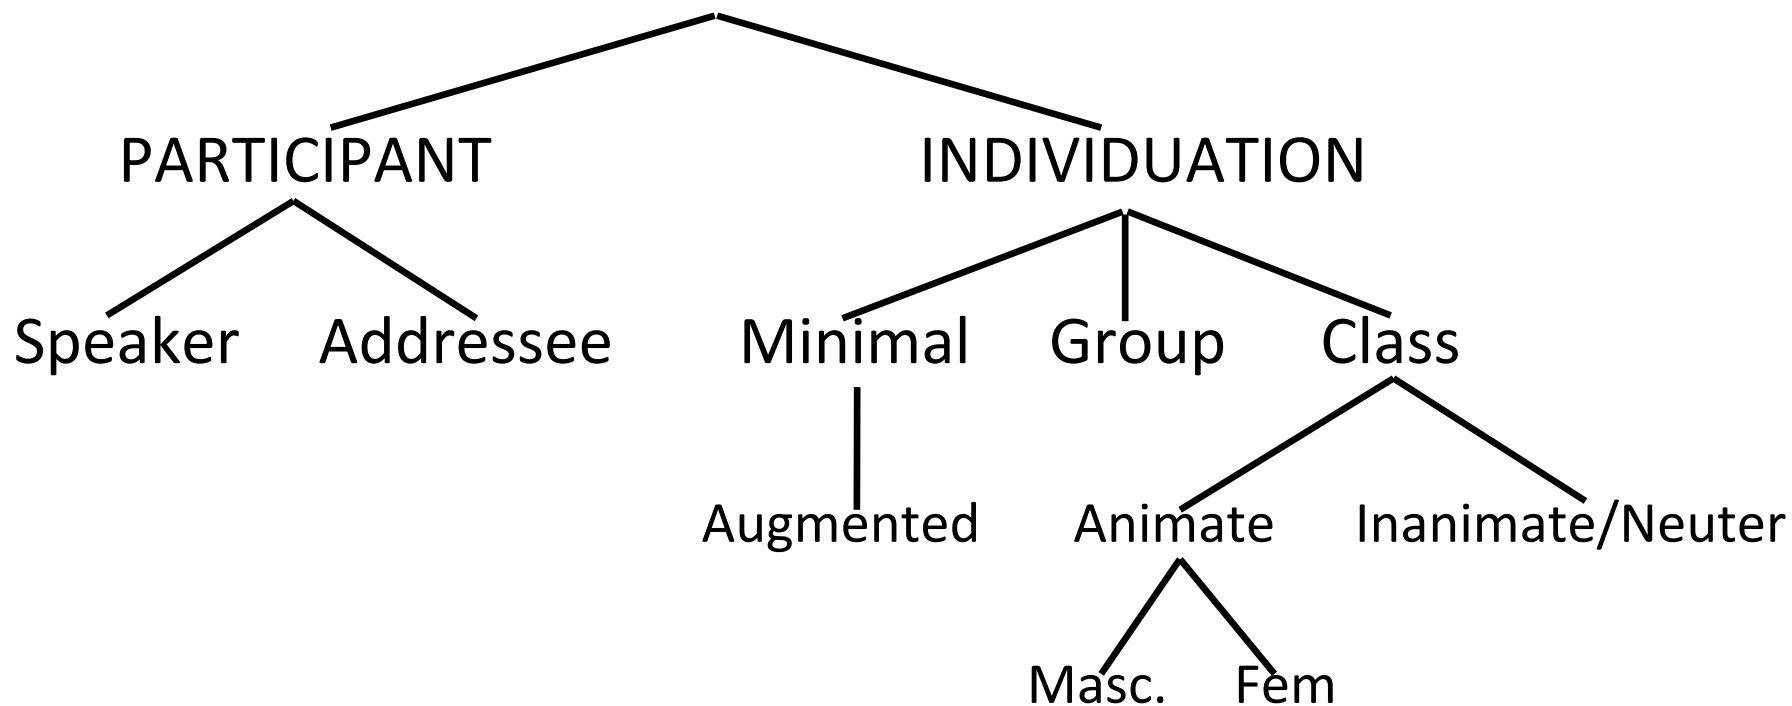 PARTICIPANT INDIVIDUATION
Speaker Addressee Minimal Group Class
Augmented Animate Inanimate/Neuter
Masc. Fem